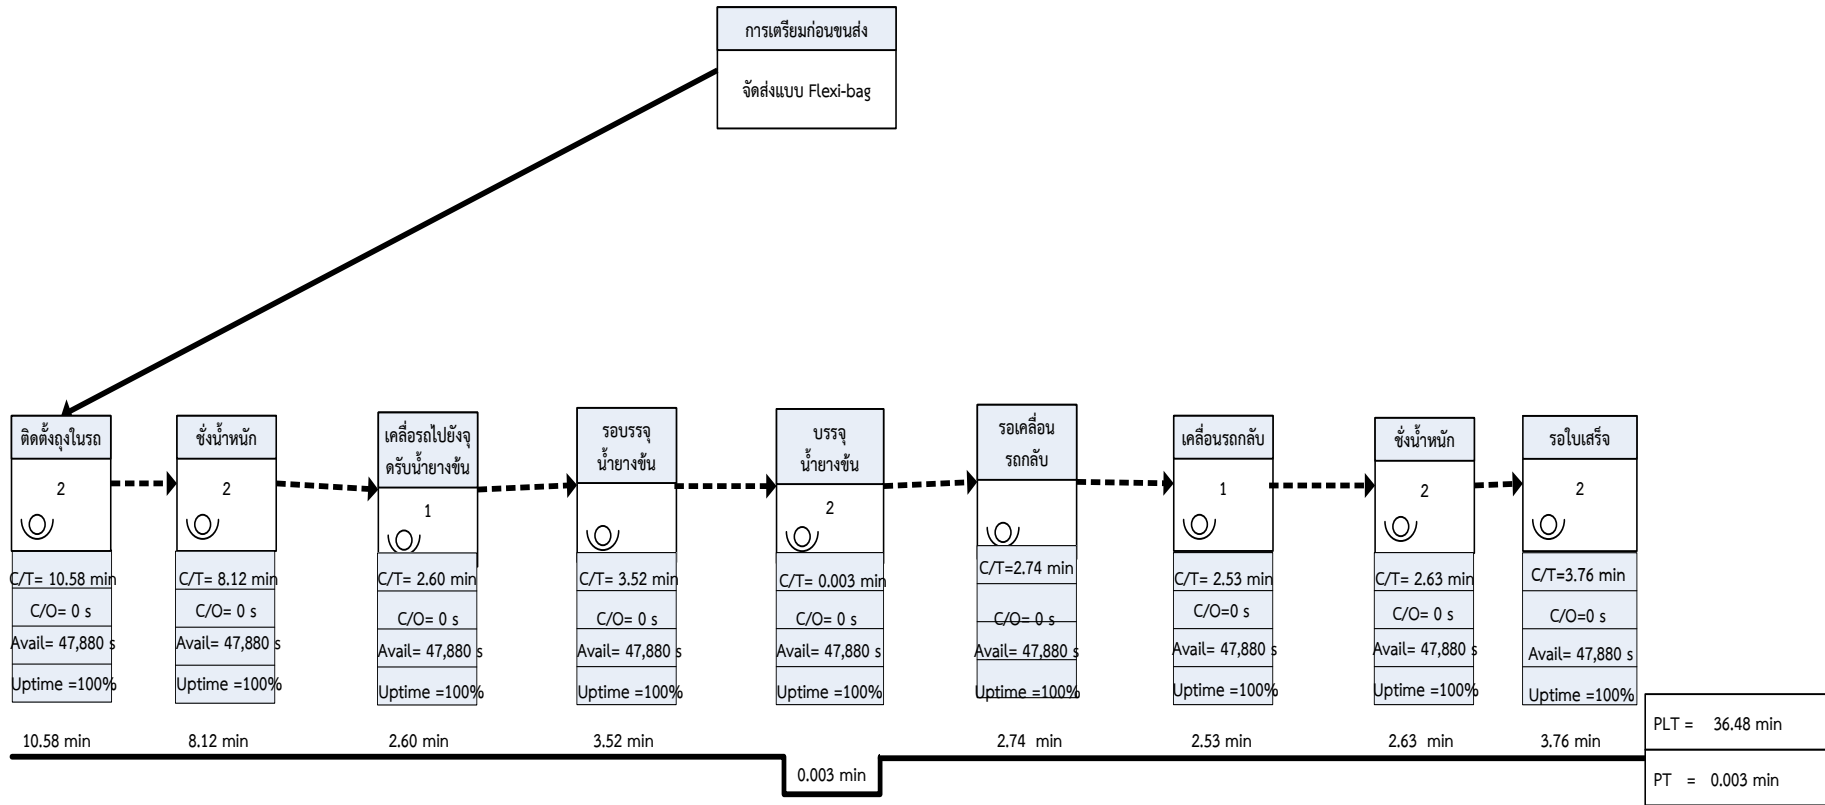 การเตรียมก่อนขนส่ง
จัดส่งแบบ Flexi-bag
ติดตั้งถุงในรถ
2
C/T= 10.58 min
C/O= 0 s
Avail= 47,880 s
Uptime =100%
10.58 min
ชั่งน้ำหนัก
2
C/T= 8.12 min
C/O= 0 s
Avail= 47,880 s
Uptime =100%
8.12 min
เคลื่อรถไปยังจุ
ดรับน้ำยางข้น
1
C/T= 2.60 min
C/O= 0 s
Avail= 47,880 s
Uptime =100%
2.60 min
รอบรรจุ
น้ำยางข้น
C/T= 3.52 min
C/O= 0 s
Avail= 47,880 s
Uptime =100%
3.52 min
บรรจุ
น้ำยางข้น
2
C/T= 0.003 min
C/O= 0 s
Avail= 47,880 s
Uptime =100%
0.003 min
รอเคลื่อน
รถกลับ
C/T=2.74 min
C/O= 0 s
Avail= 47,880 s
Uptime =100%
2.74 min
เคลื่อนรถกลับ
1
C/T= 2.53 min
C/O=0 s
Avail= 47,880 s
Uptime =100%
2.53 min
ชั่งน้ำหนัก
2
C/T= 2.63 min
C/O= 0 s
Avail= 47,880 s
Uptime =100%
2.63 min
รอใบเสร็จ
2
C/T=3.76 min
C/O=0 s
Avail= 47,880 s
Uptime =100%
3.76 min
PLT = 36.48 min
PT = 0.003 min